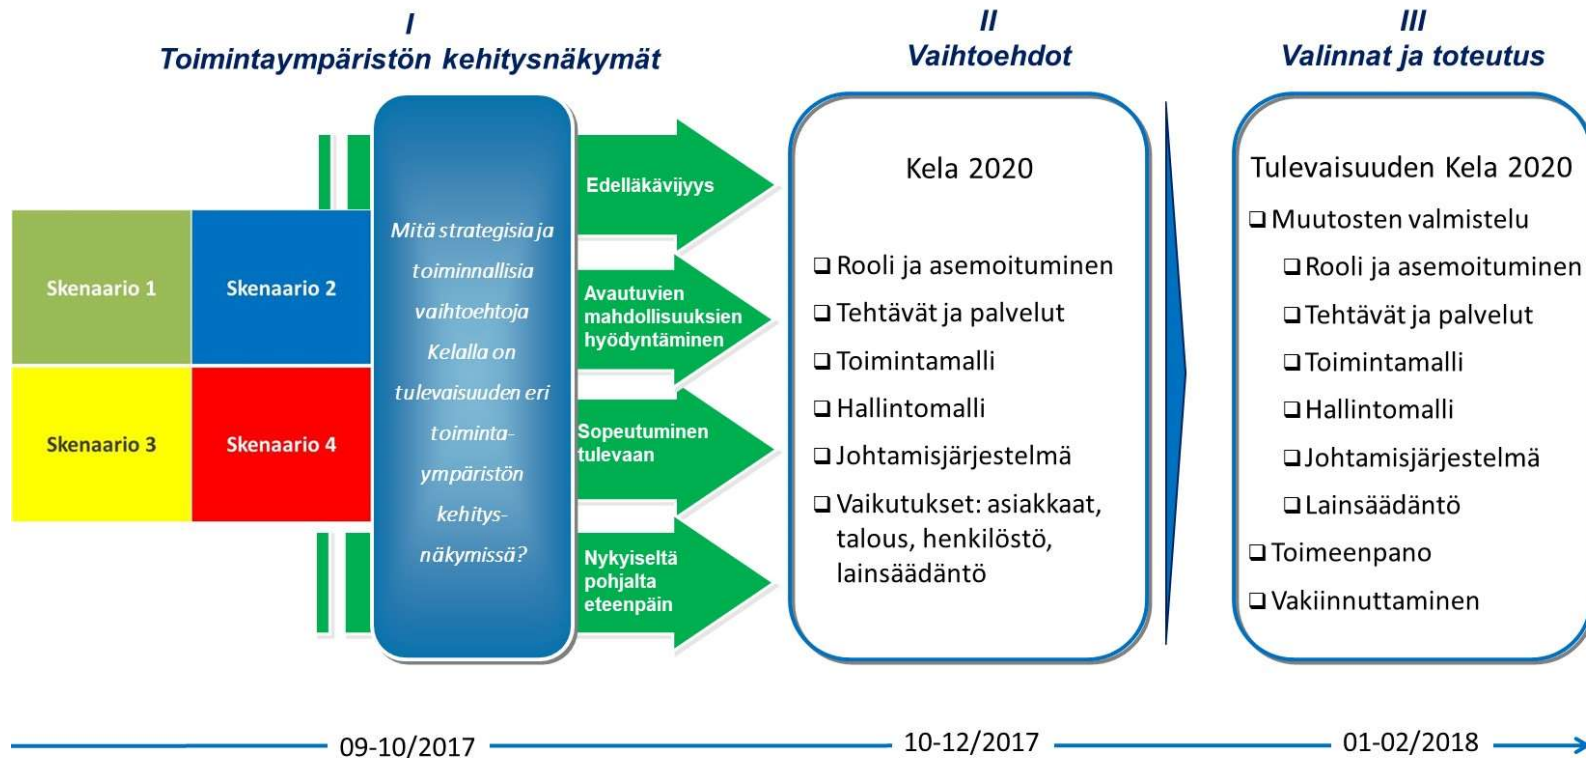 I
Toimintaympäristön kehitysnäkymät
Skenaario 1
Skenaario 2
Skenaario 3
Skenaario 4
Mitä strategisia ja
toiminnallisia
vaihtoehtoja
Kelalla on
tulevaisuuden eri
toiminta-
ympäristön
kehitys-
näkymissä?
Edelläkävijyys
Avautuvien
mahdollisuuksien
hyödyntäminen
Sopeutuminen
tulevaan
Nykyiseltä
pohjalta
eteenpäin
II
Vaihtoehdot
Kela 2020
❑ Rooli ja asemoituminen
❑ Tehtävät ja palvelut
❑ Toimintamalli
❑ Hallintomalli
❑ Johtamisjärjestelmä
❑ Vaikutukset: asiakkaat,
talous, henkilöstö,
lainsäädäntö
III
Valinnat ja toteutus
Tulevaisuuden Kela 2020
❑ Muutosten valmistelu
❑ Rooli ja asemoituminen
❑ Tehtävät ja palvelut
❑ Toimintamalli
❑ Hallintomalli
❑ Johtamisjärjestelmä
❑ Lainsäädäntö
❑ Toimeenpano
❑ Vakiinnuttaminen
09-10/2017
10-12/2017
01-02/2018